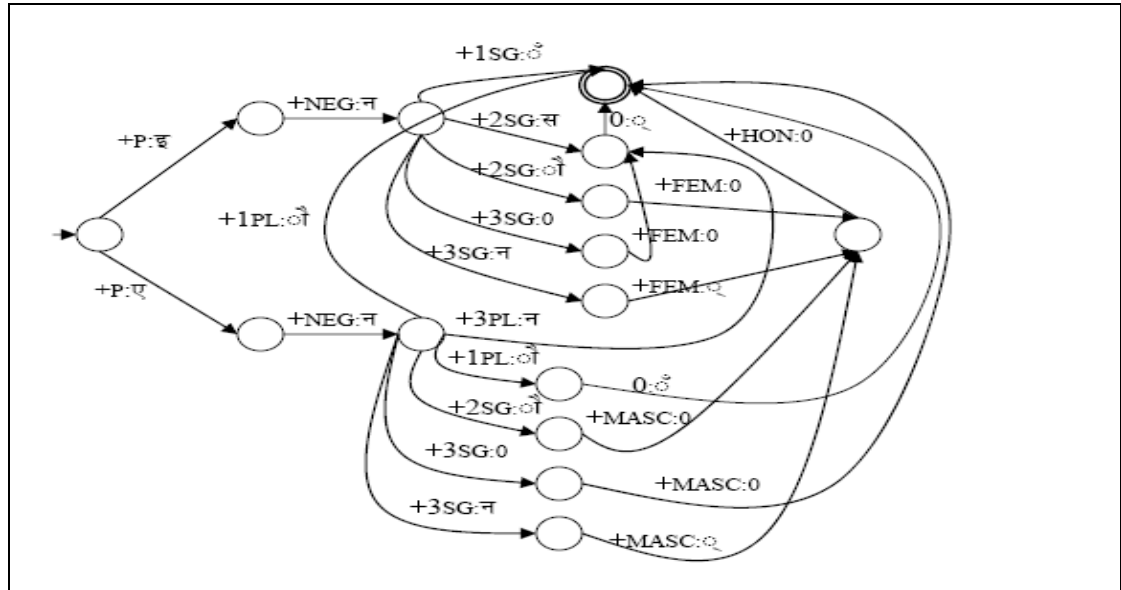 +1SG:ँ
+NEG:न
+2SG:स
0:्
+P:इ
+HON:0
+2SG:ौ
+FEM:0
+1PL:ौ
+3SG:0
+FEM:0
+3SG:न
+P:ए
+FEM:्
+NEG:न
+3PL:न
+1PL:ौ
0:ँ
+2SG:ौ
+MASC:0
+3SG:0
+MASC:0
+3SG:न
+MASC:्